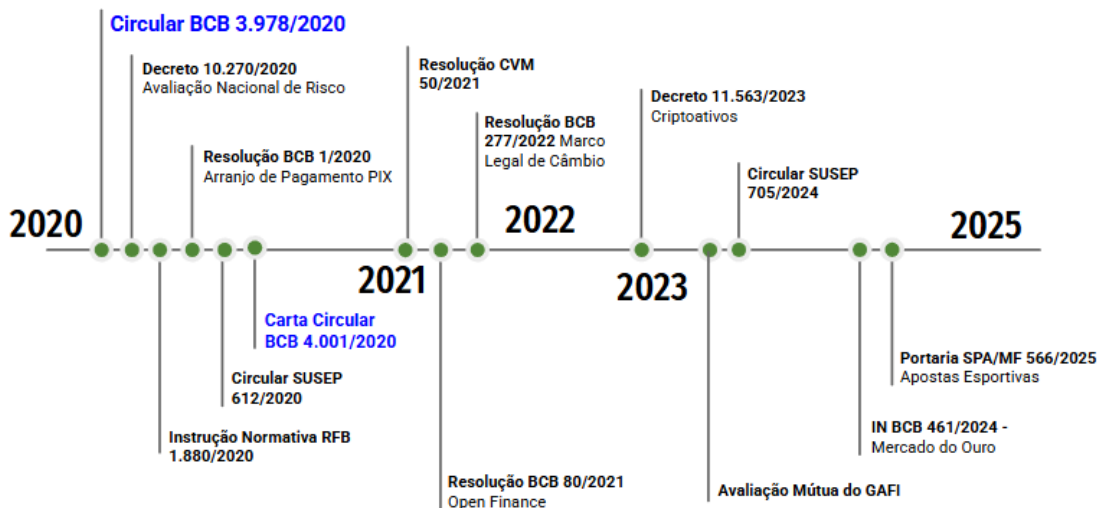 Circular BCB 3.978/2020
Decreto 10.270/2020
Avaliação Nacional de Risco
Resolução BCB 1/2020
Arranjo de Pagamento PIX
Resolução CVM
50/2021
Resolução BCB
277/2022 Marco
Legal de Câmbio
Decreto 11.563/2023
Criptoativos
Circular SUSEP
705/2024
2020
2022
2025
2021
2023
Carta Circular
BCB 4.001/2020
Circular SUSEP
612/2020
Instrução Normativa RFB
1.880/2020
Resolução BCB 80/2021
Open Finance
Avaliação Mútua do GAFI
Portaria SPA/MF 566/2025
Apostas Esportivas
IN BCB 461/2024 -
Mercado do Ouro